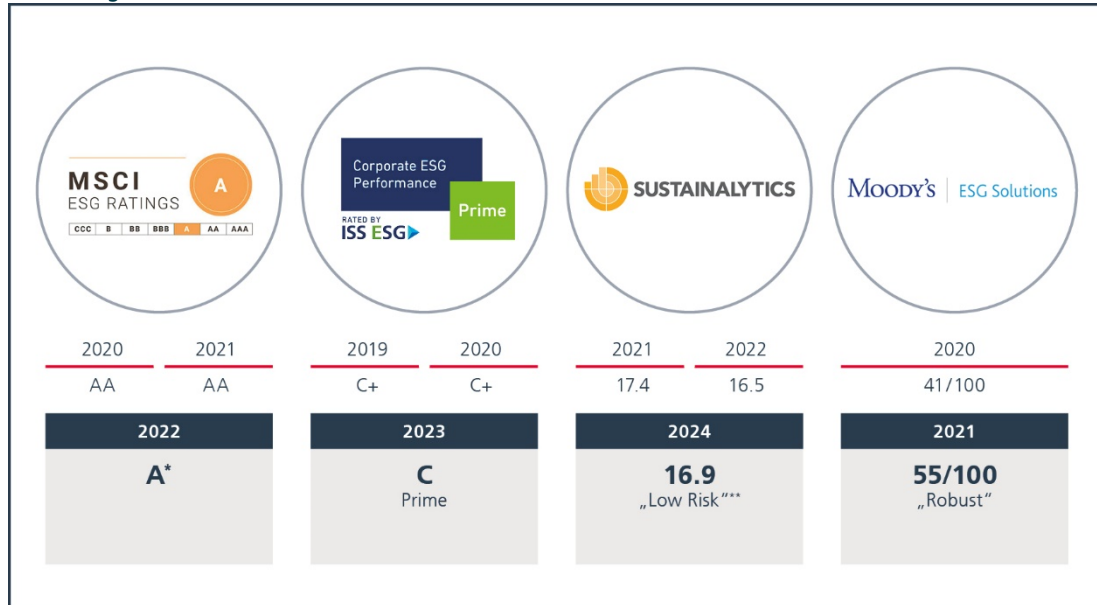 MSCI
ESG RATINGS
A
CCC B BB BBB A AA AAA
Corporate ESG
Performance
Prime
RATED BY
ISS ESG
SUSTAINALYTICS
MOODY'S ESG Solutions
2020 2021 2019 2020 2021 2022 2020
AA AA C+ C+ 17.4 16.5 41/100
2022 2023 2024 2021
A* C 16.9 55/100
Prime „Low Risk“** „Robust“